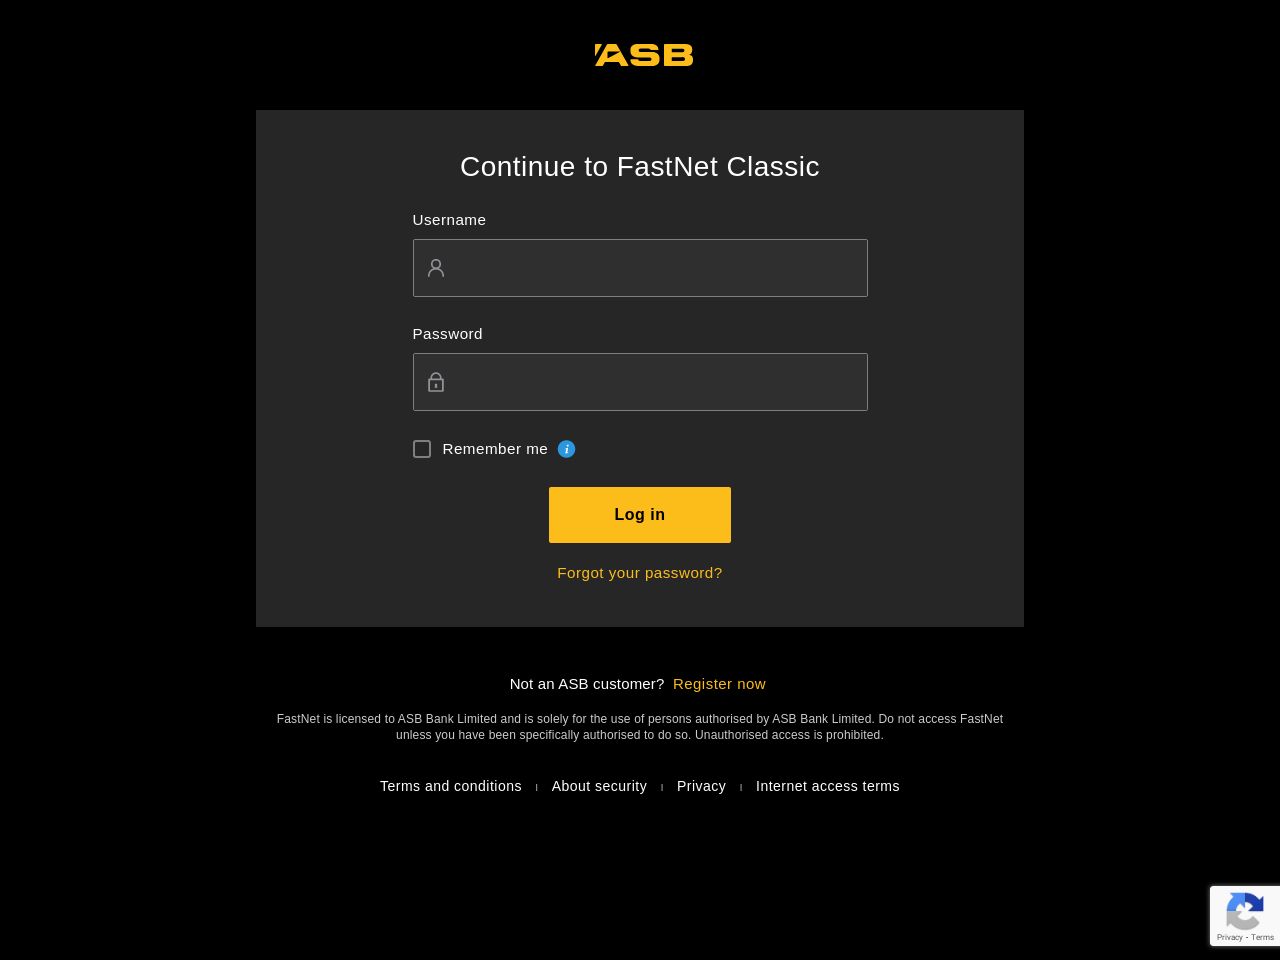 ASB
Continue to FastNet Classic
Username
Password
Remember me i
Log in
Forgot your password?
Not an ASB customer? Register now
FastNet is licensed to ASB Bank Limited and is solely for the use of persons authorised by ASB Bank Limited. Do not access FastNet
unless you have been specifically authorised to do so. Unauthorised access is prohibited.
Terms and conditions | About security | Privacy | Internet access terms
Privacy - Terms